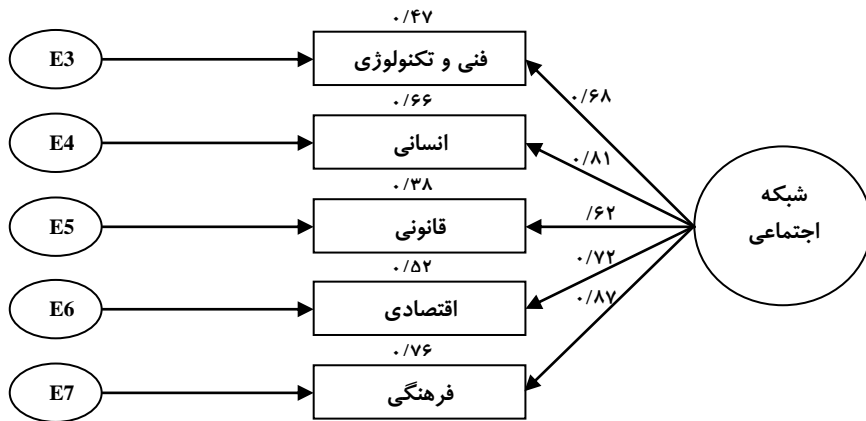 ۰/۴۷
E3
فنی و تکنولوژی
۰/۶۸
۰/۶۶
E4
انسانی
۰/۸۱
۰/۳۸
E5
قانونی
/۶۲
شبکه
اجتماعی
۰/۵۲
E6
اقتصادی
۰/۷۲
۰/۸۷
۰/۷۶
E7
فرهنگی